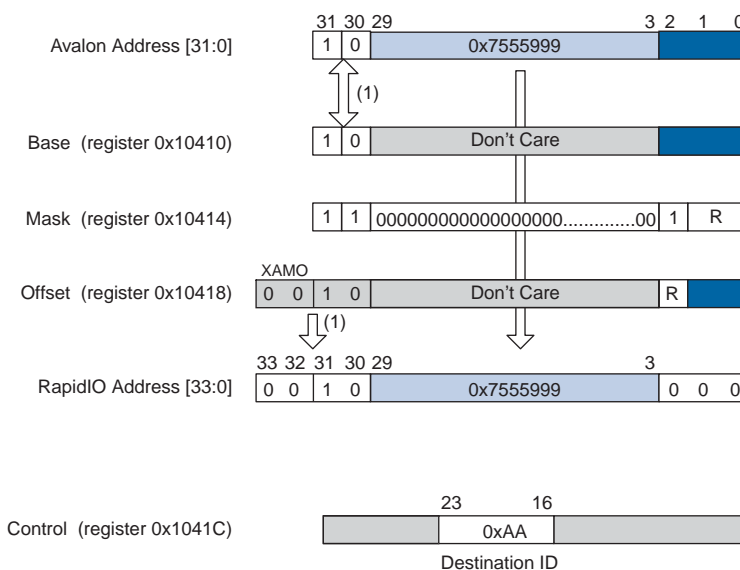 31 30 29 3 2 1 0
Avalon Address [31:0] 1 0 0x7555999
(1)
Base (register 0x10410) 1 0 Don't Care
Mask (register 0x10414) 1 1 000000000000000000..............00 1 R
XAMO
Offset (register 0x10418) 0 0 1 0 Don't Care R
(1)
33 32 31 30 29 3
RapidIO Address [33:0] 0 0 1 0 0x7555999 0 0 0
23 16
Control (register 0x1041C) 0xAA
Destination ID